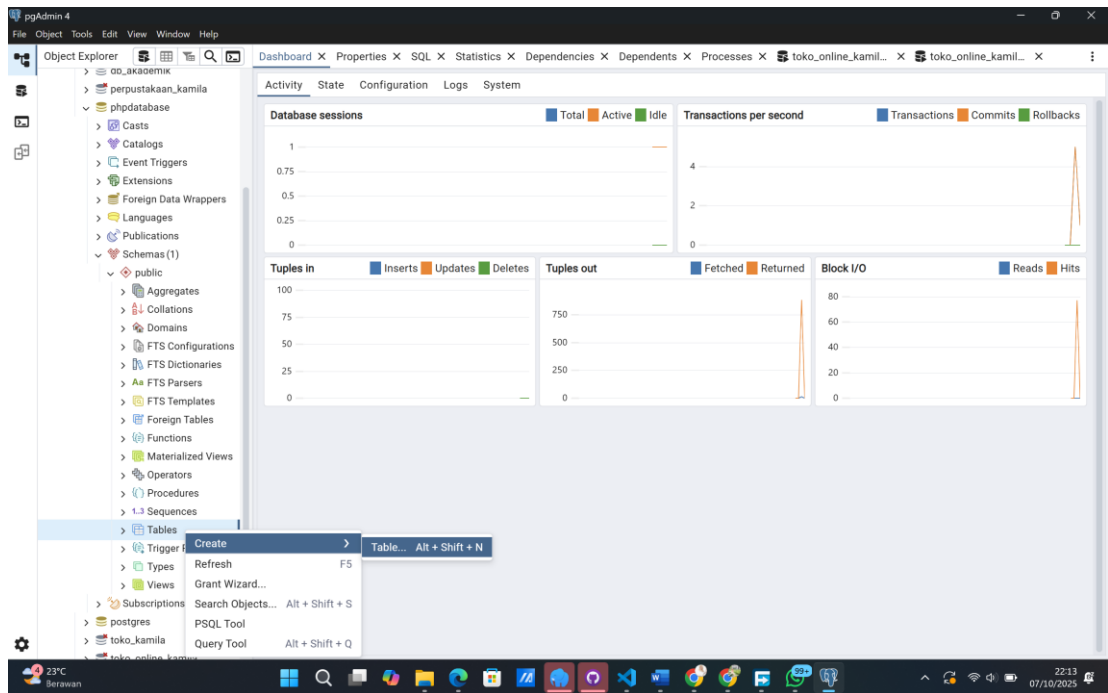 pgAdmin 4
File Object Tools Edit View Window Help
Object Explorer
Dashboard Properties SQL Statistics Dependencies Dependents Processes toko_online_kamil... toko_online_kamil...
db_akademik
perpustakaan_kamila
phpdatabase
Casts
Catalogs
Event Triggers
Extensions
Foreign Data Wrappers
Languages
Publications
Schemas (1)
public
Aggregates
Collations
Domains
FTS Configurations
FTS Dictionaries
Aa FTS Parsers
FTS Templates
Foreign Tables
Functions
Materialized Views
Operators
Procedures
1..3 Sequences
Tables
Trigger F
Types
Views
Subscriptions
postgres
toko_kamila
toko_online_kamila
Create
Refresh F5
Grant Wizard...
Search Objects... Alt + Shift + S
PSQL Tool
Query Tool Alt + Shift + Q
Table... Alt + Shift + N
Activity State Configuration Logs System
Database sessions Total Active Idle
1
0.75
0.5
0.25
0
Transactions per second Transactions Commits Rollbacks
4
2
0
Tuples in Inserts Updates Deletes
100
75
50
25
0
Tuples out Fetched Returned
750
500
250
0
Block I/O Reads Hits
80
60
40
20
0
4
23°C
Berawan
99+
22:13
07/10/2025